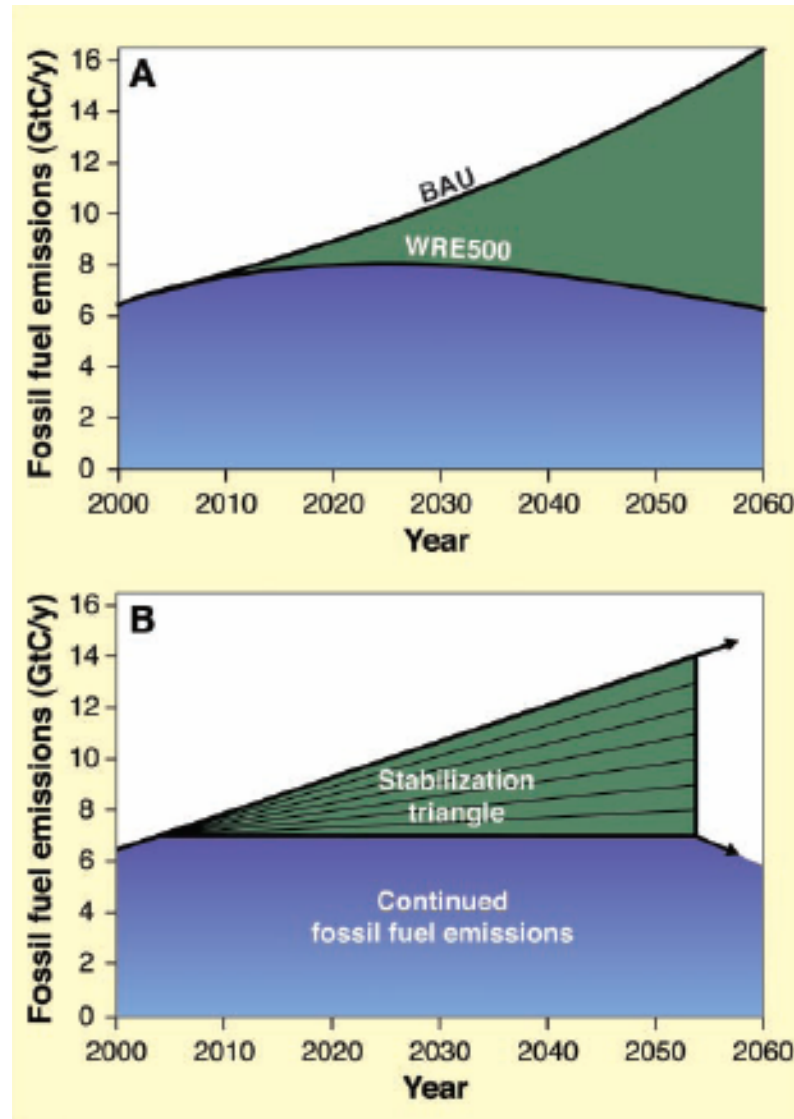 A
Fossil fuel emissions (GtC/y)
16
14
12
10
8
6
4
2
0
BAU
WRE500
2000 2010 2020 2030 2040 2050 2060
Year
B
Fossil fuel emissions (GtC/y)
16
14
12
10
8
6
4
2
0
Stabilization
triangle
Continued
fossil fuel emissions
2000 2010 2020 2030 2040 2050 2060
Year